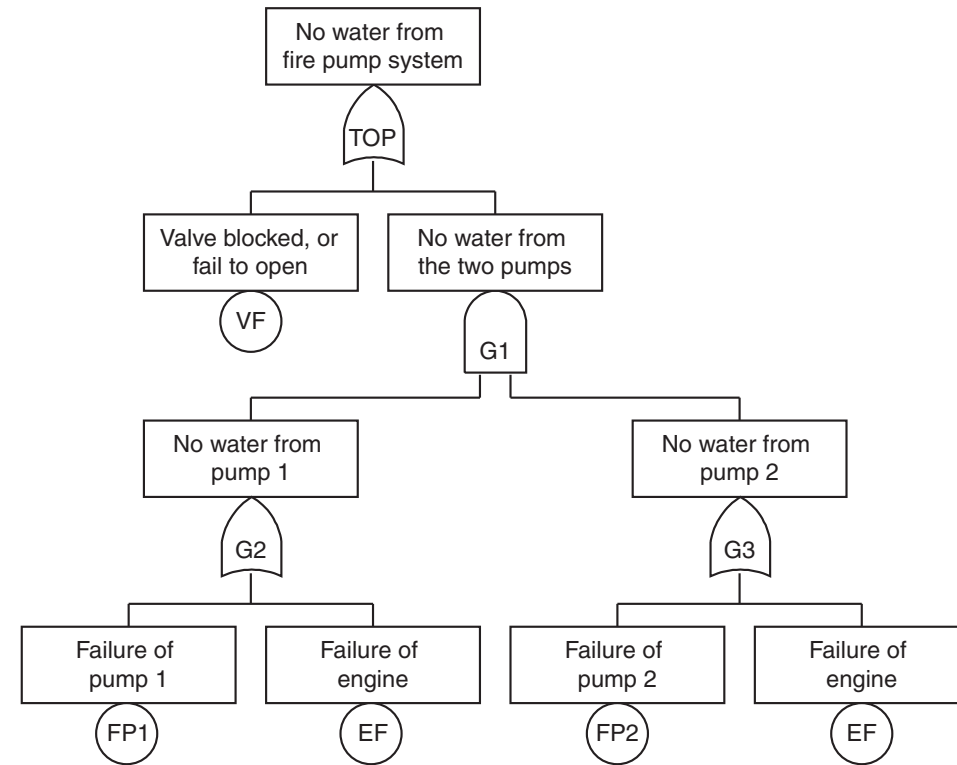 No water from
fire pump system
TOP
Valve blocked, or
fail to open
No water from
the two pumps
VF
G1
No water from
pump 1
No water from
pump 2
G2
G3
Failure of
pump 1
Failure of
engine
Failure of
pump 2
Failure of
engine
FP1
EF
FP2
EF